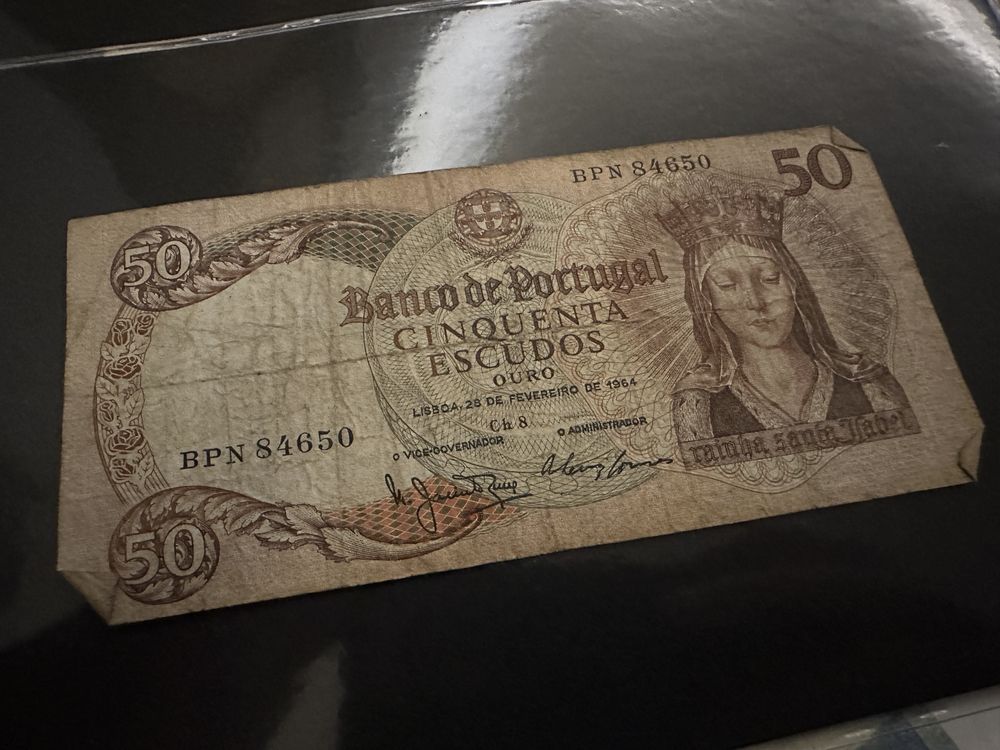 BPN 84650
50
50
Banco de Portugal
CINQUENTA
ESCUDOS
OURO
LISBOA, 28 DE FEVEREIRO DE 1964
Ch 8
O VICE-GOVERNADOR
O ADMINISTRADOR
BPN 84650
rainha santa Isabel
50